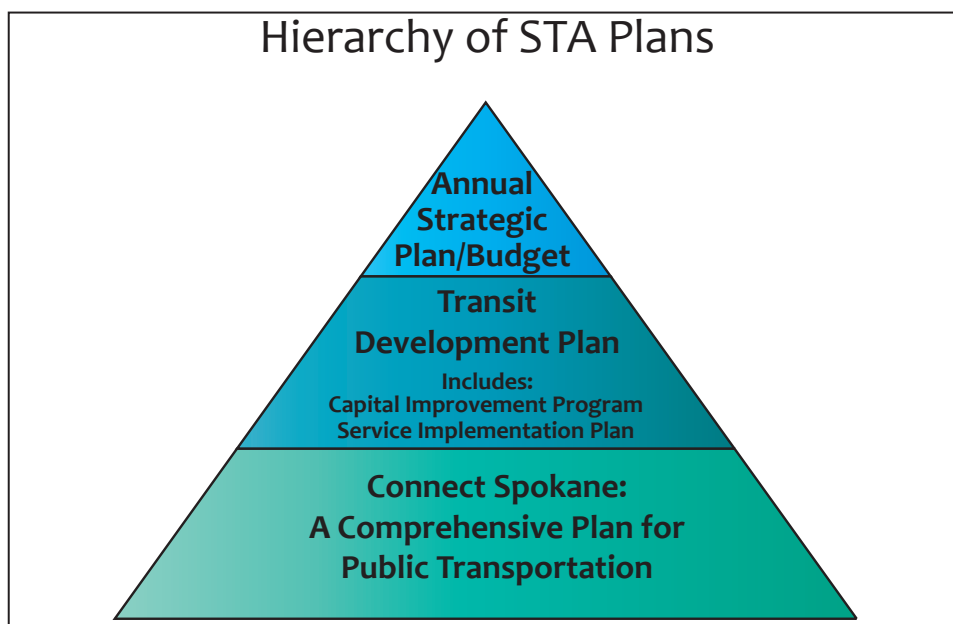 Hierarchy of STA Plans
Annual
Strategic
Plan/Budget
Transit
Development Plan
Includes:
Capital Improvement Program
Service Implementation Plan
Connect Spokane:
A Comprehensive Plan for
Public Transportation